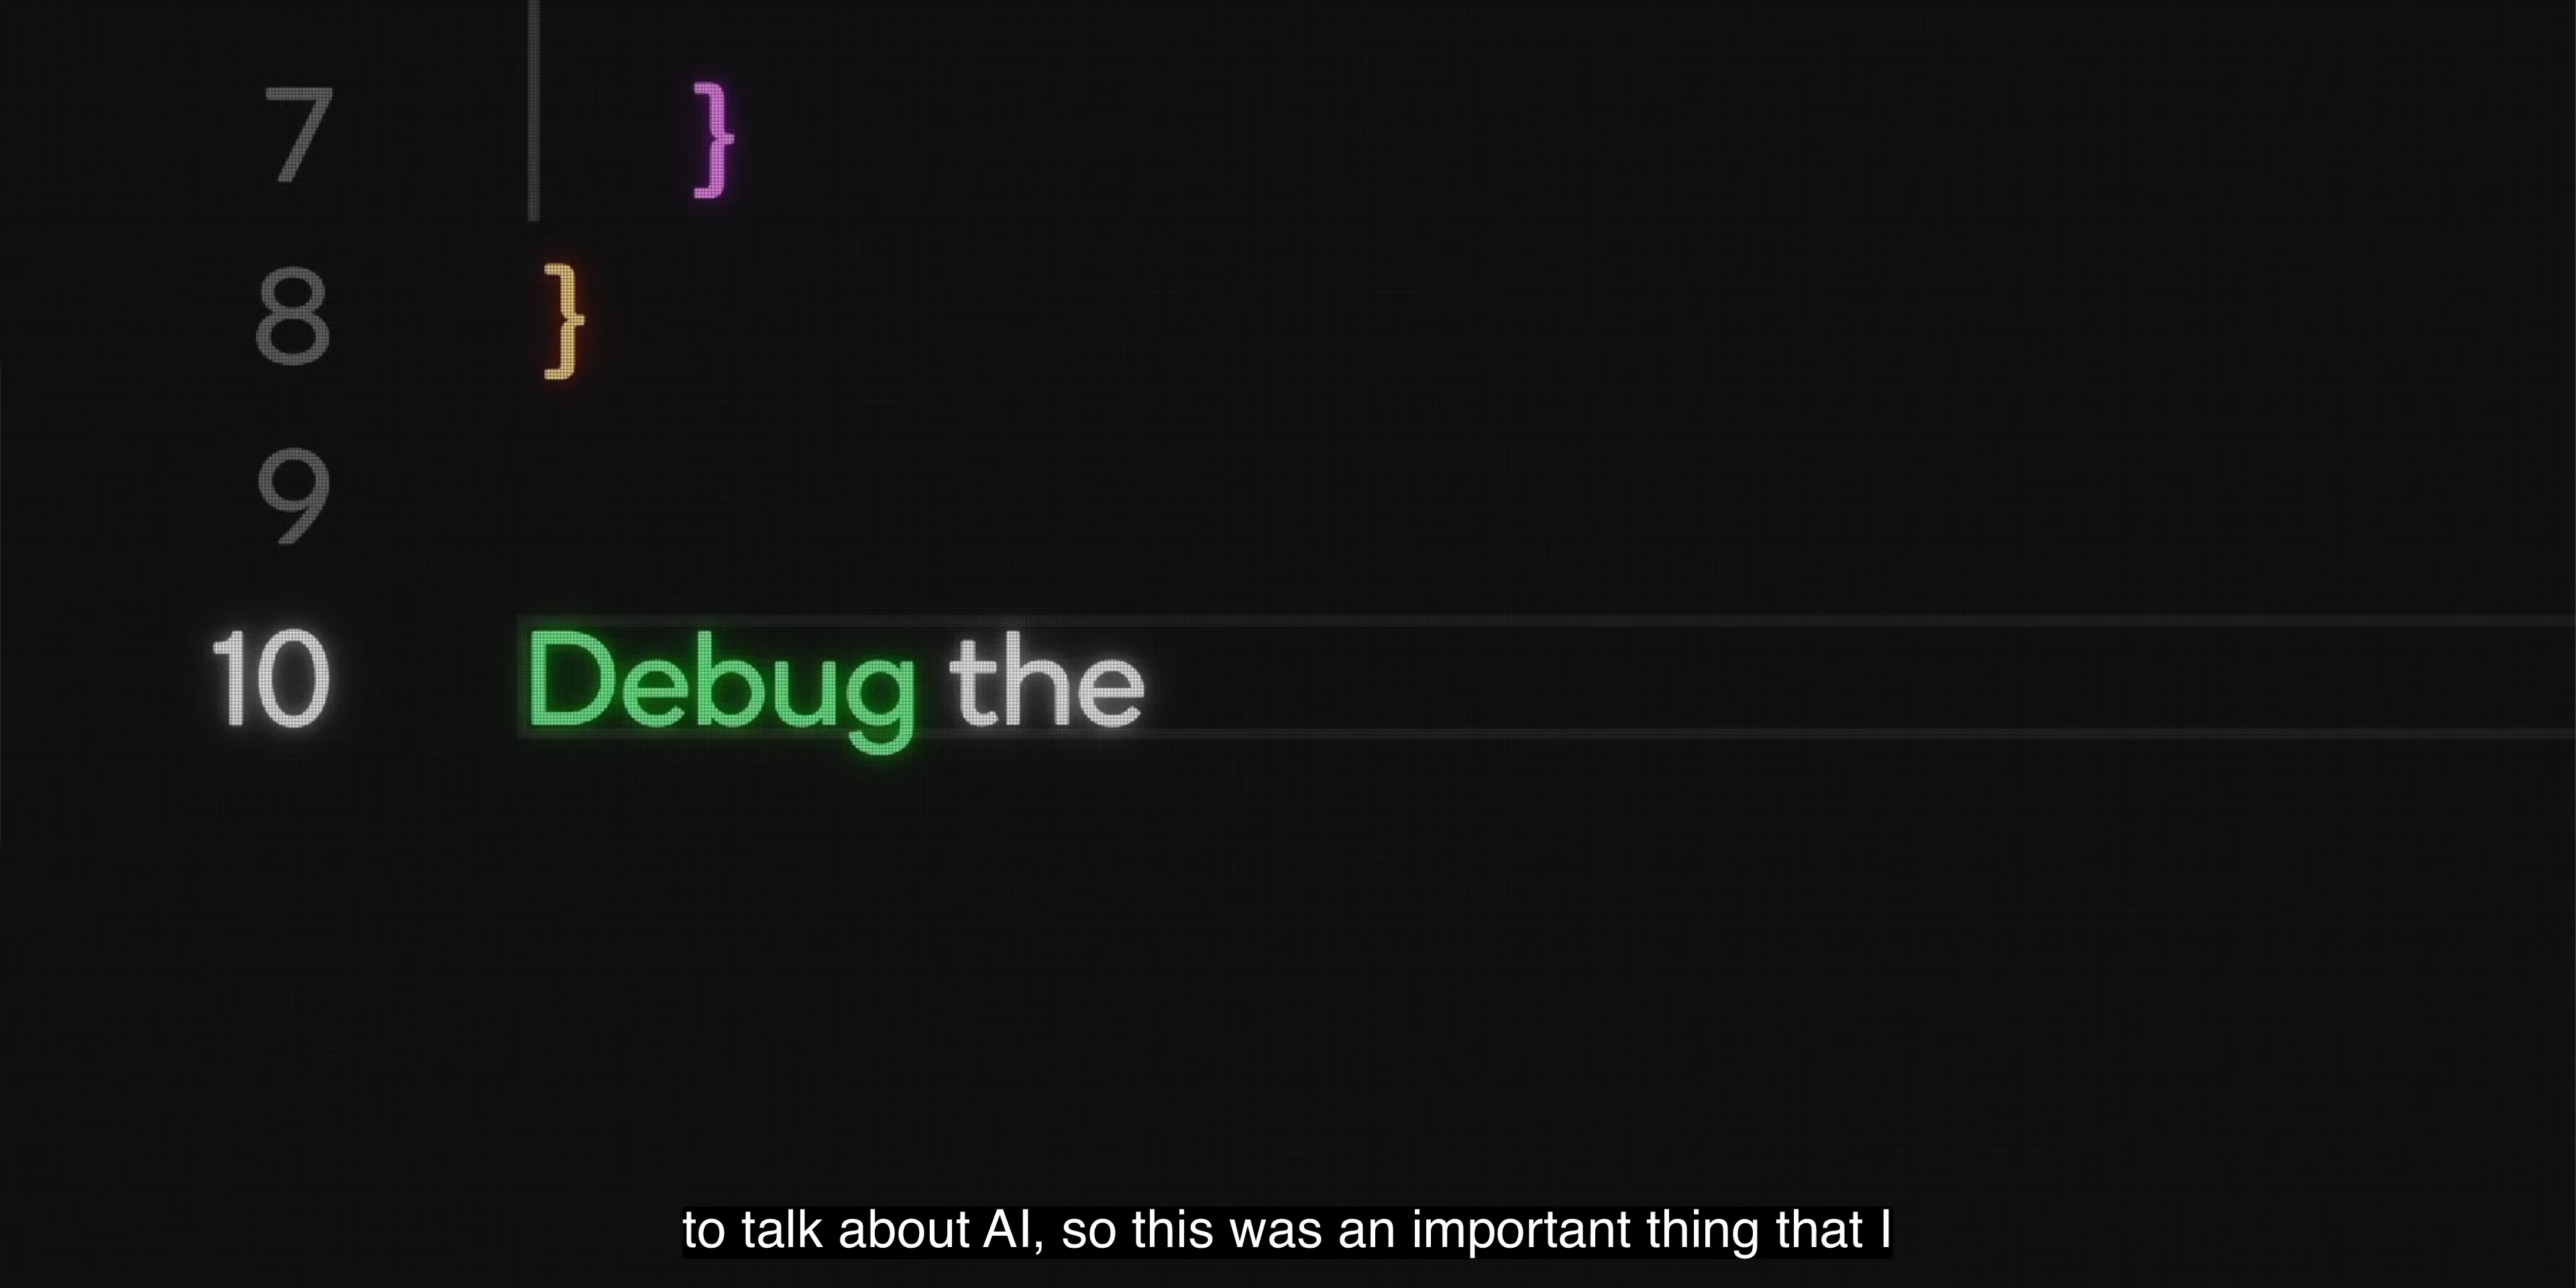 7 }
8 }
9
10 Debug the
to talk about AI, so this was an important thing that I